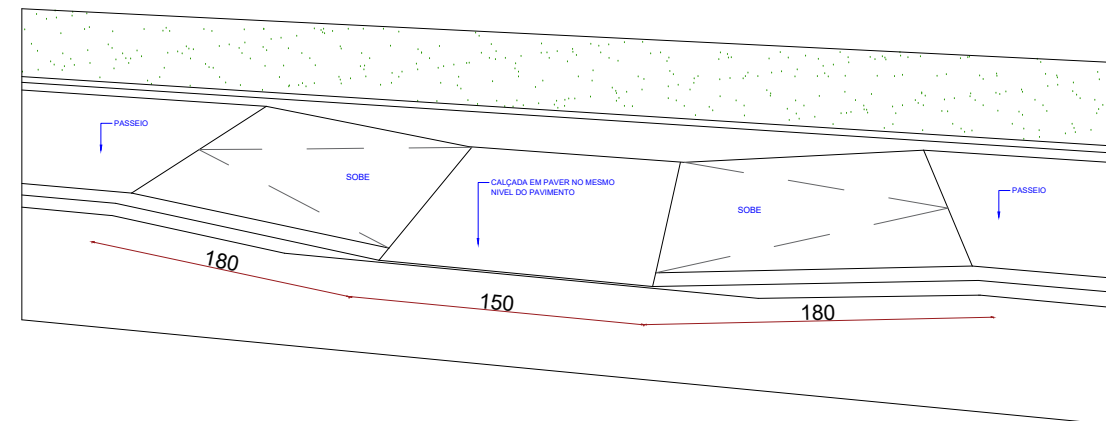 PASSEIO
SOBE
CALÇADA EM PAVER NO MESMO
NIVEL DO PAVIMENTO
SOBE
PASSEIO
180
150
180